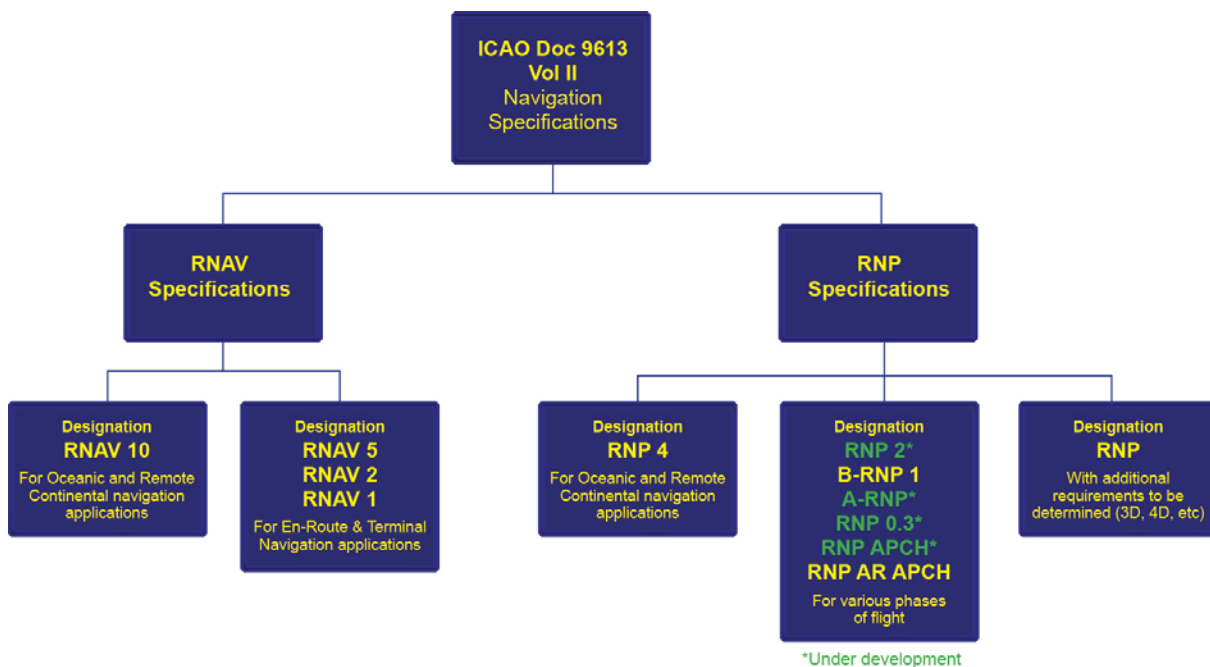 ICAO Doc 9613
Vol II
Navigation
Specifications
RNAV
Specifications
RNP
Specifications
Designation
RNAV 10
For Oceanic and Remote
Continental navigation
applications
Designation
RNAV 5
RNAV 2
RNAV 1
For En-Route & Terminal
Navigation applications
Designation
RNP 4
For Oceanic and Remote
Continental navigation
applications
Designation
RNP 2*
B-RNP 1
A-RNP*
RNP 0.3*
RNP APCH*
RNP AR APCH
For various phases
of flight
Designation
RNP
With additional
requirements to be
determined (3D, 4D, etc)
*Under development